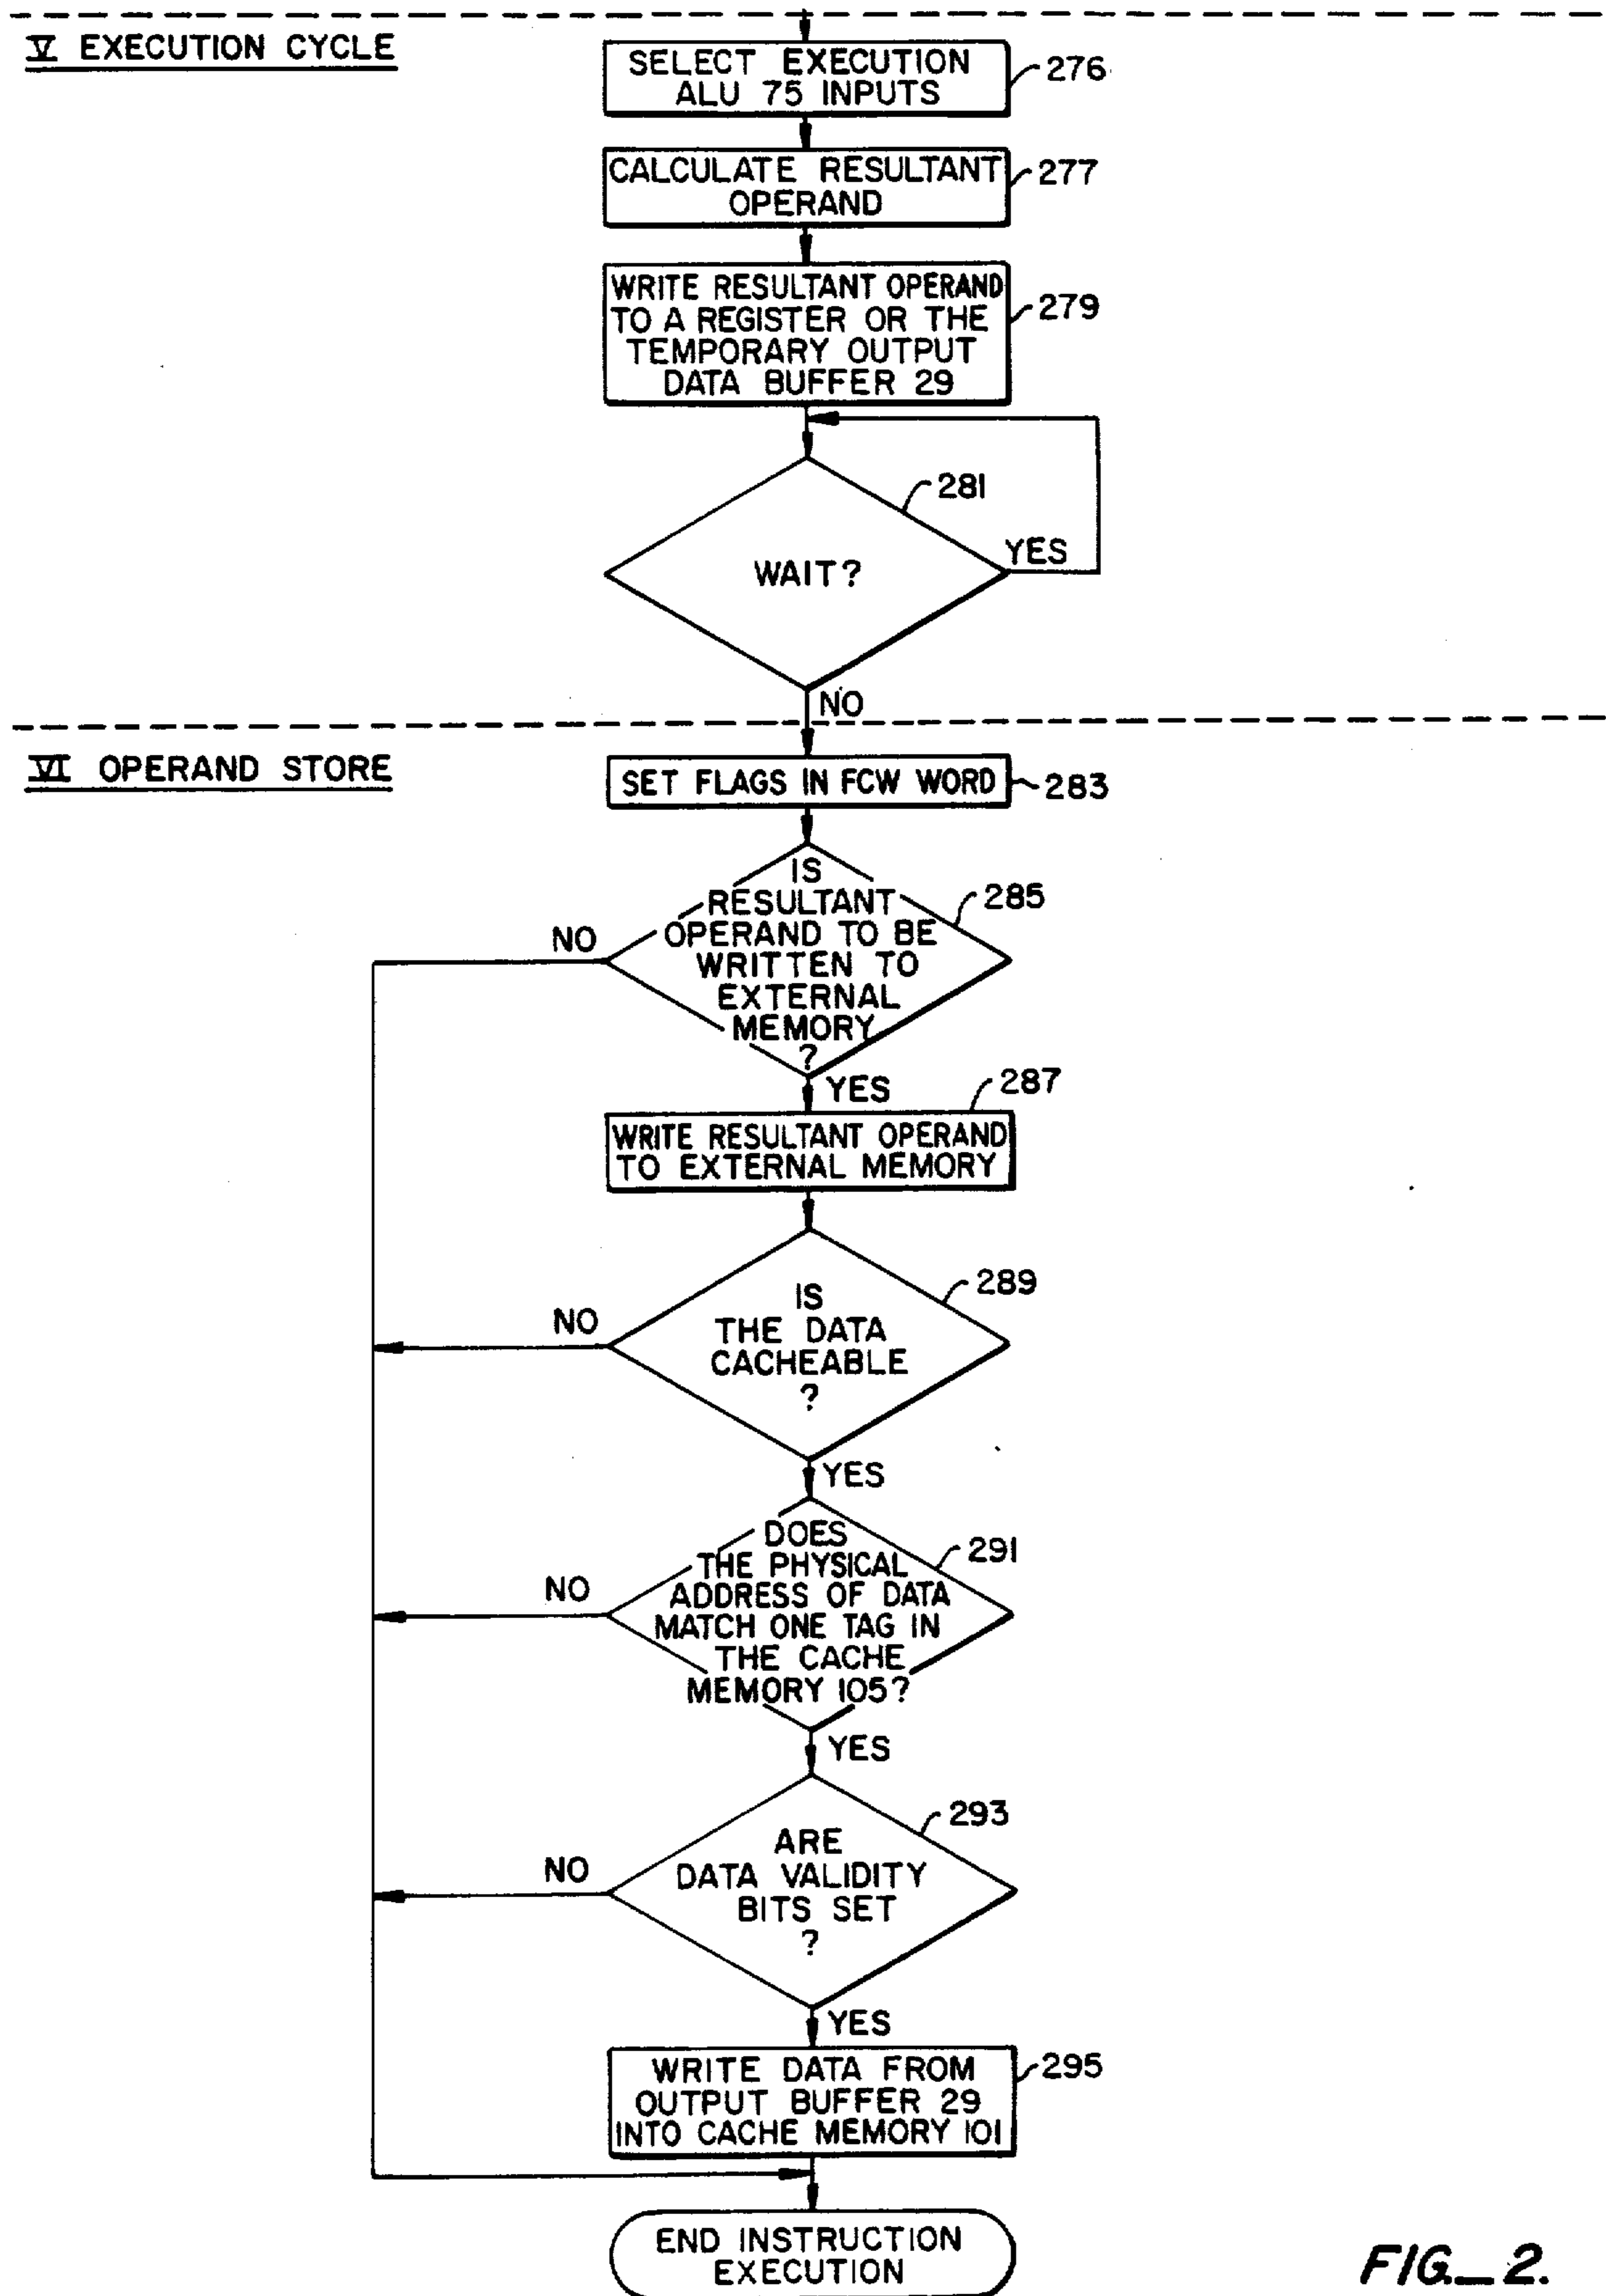 V EXECUTION CYCLE
SELECT EXECUTION
ALU 75 INPUTS
276
CALCULATE RESULTANT
OPERAND
277
WRITE RESULTANT OPERAND
TO A REGISTER OR THE
TEMPORARY OUTPUT
DATA BUFFER 29
279
281
WAIT?
YES
NO
VI OPERAND STORE
SET FLAGS IN FCW WORD
283
IS
RESULTANT
OPERAND TO BE
WRITTEN TO
EXTERNAL
MEMORY
?
285
NO
YES
287
WRITE RESULTANT OPERAND
TO EXTERNAL MEMORY
289
IS
THE DATA
CACHEABLE
?
NO
YES
DOES
THE PHYSICAL
ADDRESS OF DATA
MATCH ONE TAG IN
THE CACHE
MEMORY 105?
291
NO
YES
293
ARE
DATA VALIDITY
BITS SET
?
NO
YES
WRITE DATA FROM
OUTPUT BUFFER 29
INTO CACHE MEMORY 101
295
END INSTRUCTION
EXECUTION
FIG._2.